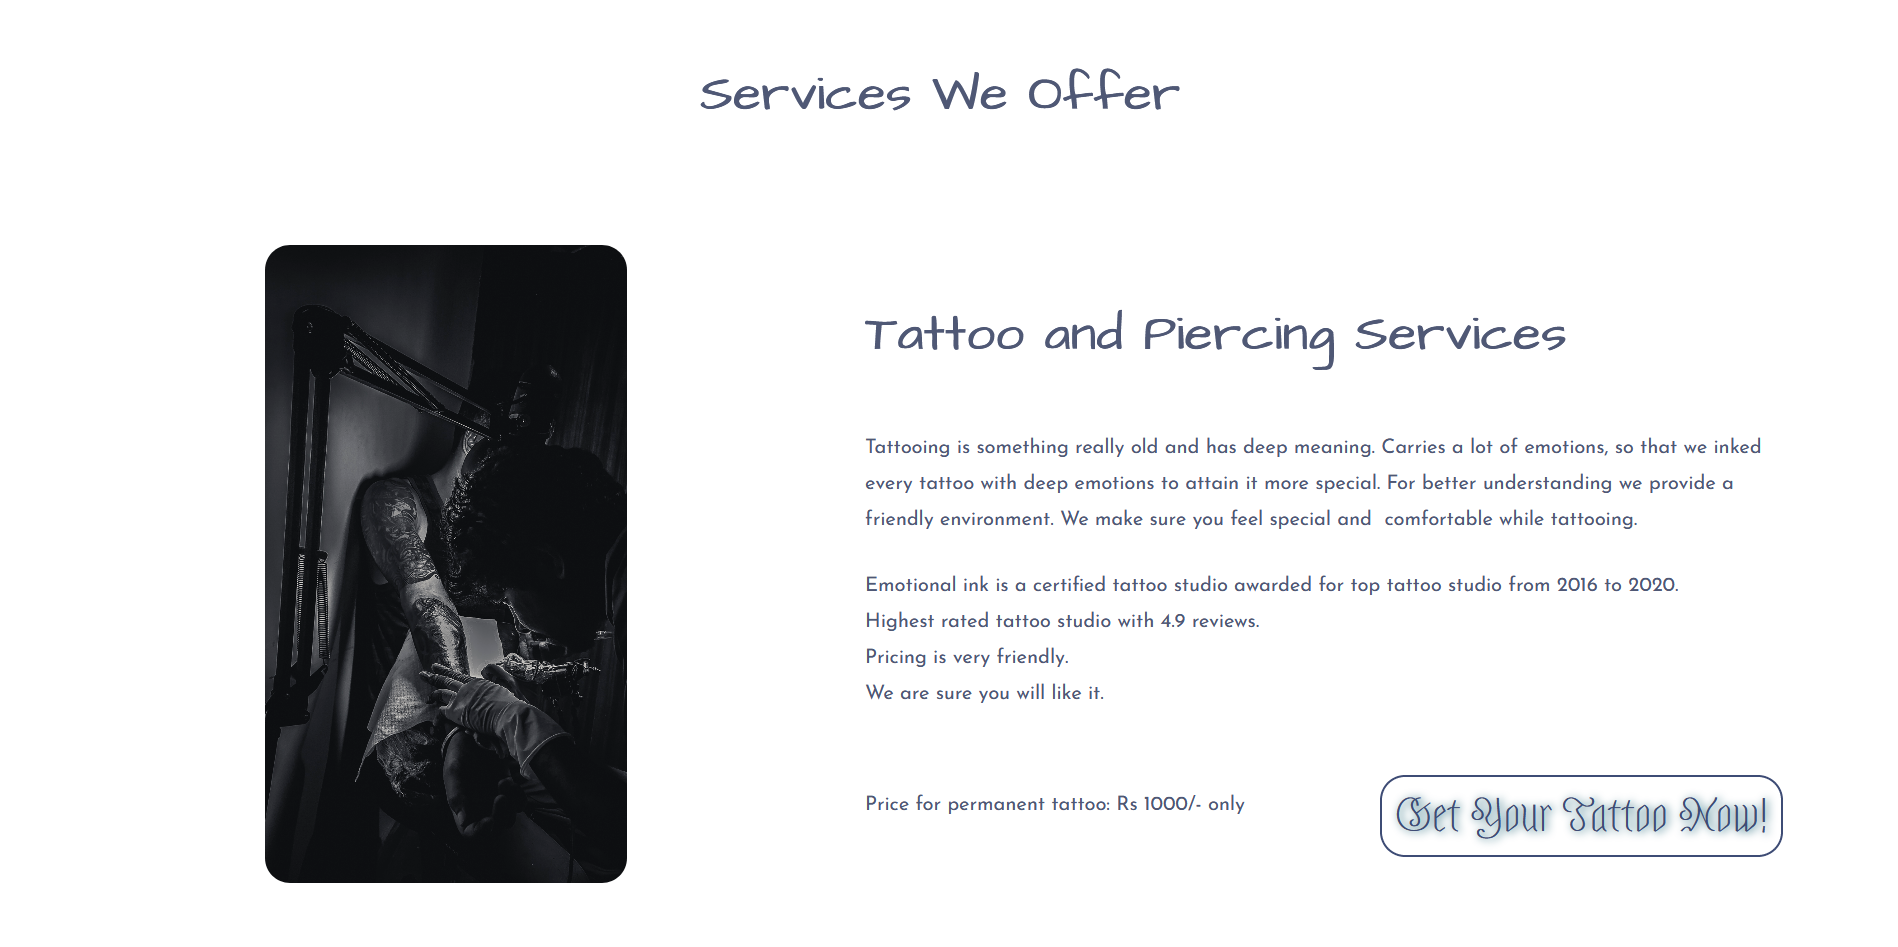 Services We Offer
Tattoo and Piercing Services
Tattooing is something really old and has deep meaning. Carries a lot of emotions, so that we inked
every tattoo with deep emotions to attain it more special. For better understanding we provide a
friendly environment. We make sure you feel special and  comfortable while tattooing.
Emotional ink is a certified tattoo studio awarded for top tattoo studio from 2016 to 2020.
Highest rated tattoo studio with 4.9 reviews.
Pricing is very friendly.
We are sure you will like it.
Price for permanent tattoo: Rs 1000/- only
Get Your Tattoo Now!